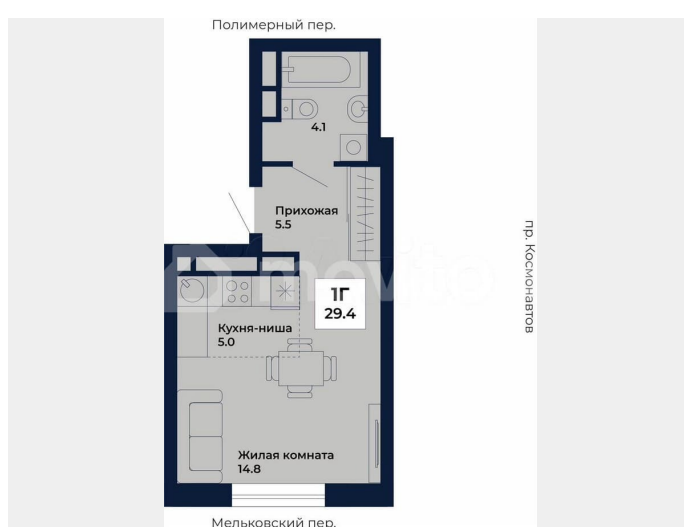 Полимерный пер.
4.1
Прихожая
5.5
пр. Космонавтов
movito
1Г
29.4
Кухня-ниша
5.0
Жилая комната
14.8
Мельковский пер.